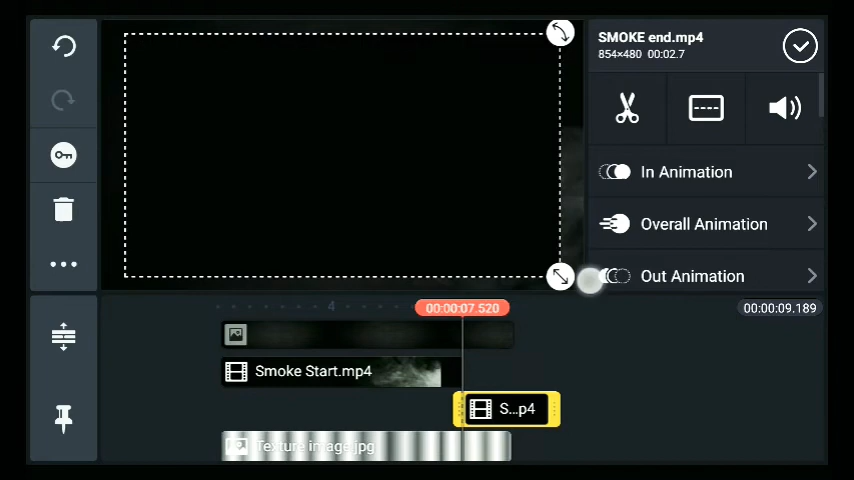 SMOKE end.mp4
854×480 00:02.7
In Animation
Overall Animation
Out Animation
4
00:00:07.520
00:00:09.189
Smoke Start.mp4
S...p4
Texture image.jpg